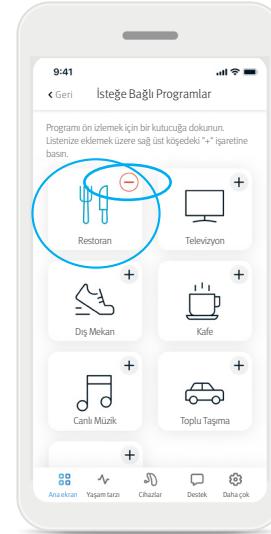 9:41
Geri İsteğe Bağlı Programlar
Programı ön izlemek için bir kutucuğa dokunun.
Listenize eklemek üzere sağ üst köşedeki "+" işaretine
basın.
Restoran
+
Televizyon
+
Dış Mekan
+
Kafe
+
Canlı Müzik
+
Toplu Taşıma
+
Ana ekran Yaşam tarzı Cihazlar Destek Daha çok